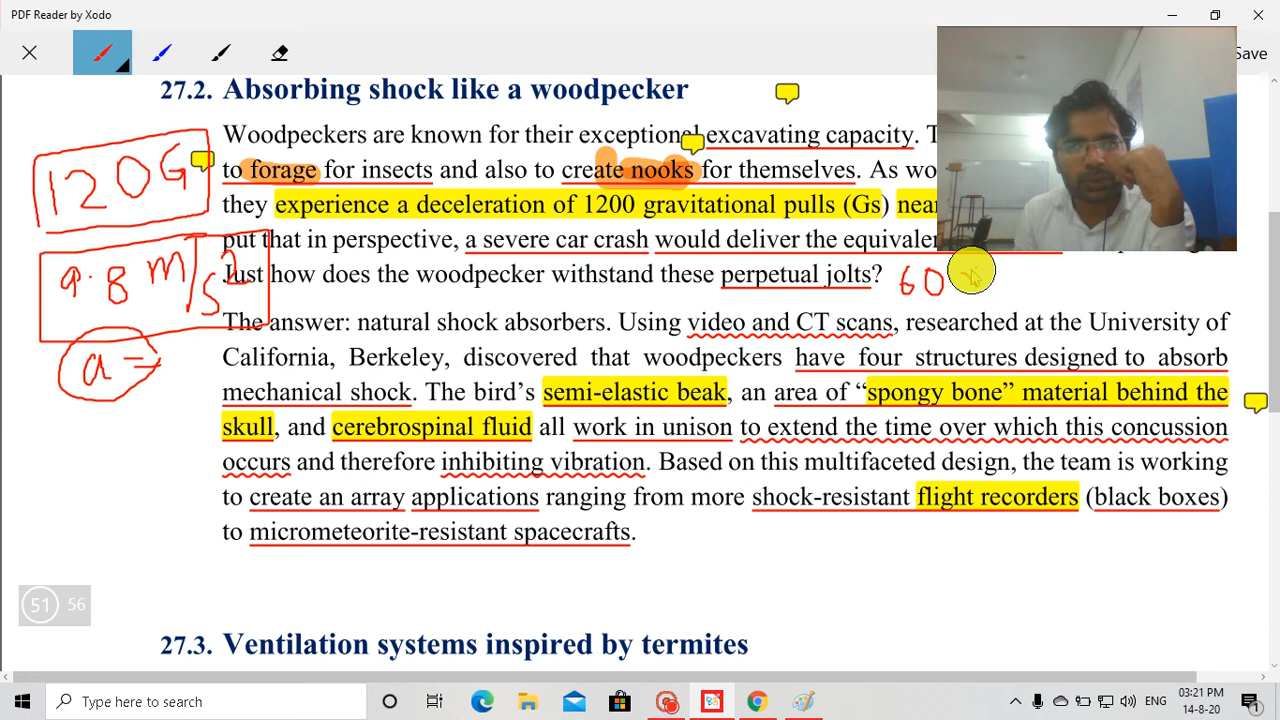 PDF Reader by Xodo
Save
27.2. Absorbing shock like a woodpecker
Woodpeckers are known for their exceptional excavating capacity. T
to forage for insects and also to create nooks for themselves. As wo
they experience a deceleration of 1200 gravitational pulls (Gs) near
put that in perspective, a severe car crash would deliver the equivale
Just how does the woodpecker withstand these perpetual jolts?
60
120G
9.8 m/s2
a =
The answer: natural shock absorbers. Using video and CT scans, researched at the University of
California, Berkeley, discovered that woodpeckers have four structures designed to absorb
mechanical shock. The bird's semi-elastic beak, an area of “spongy bone” material behind the
skull, and cerebrospinal fluid all work in unison to extend the time over which this concussion
occurs and therefore inhibiting vibration. Based on this multifaceted design, the team is working
to create an array applications ranging from more shock-resistant flight recorders (black boxes)
to micrometeorite-resistant spacecrafts.
51 56
27.3. Ventilation systems inspired by termites
Type here to search
ENG
03:21 PM
14-8-20